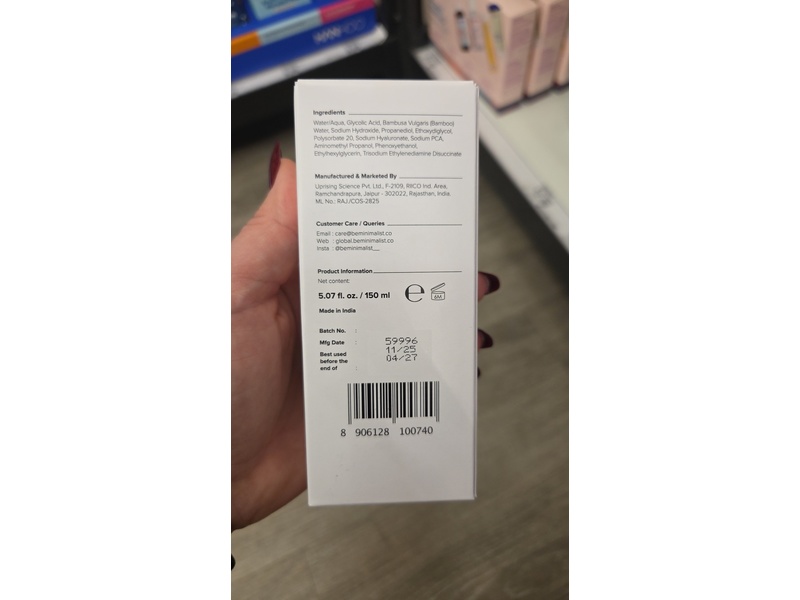 Ingredients
Water/Aqua, Glycolic Acid, Bambusa Vulgaris (Bamboo)
Water, Sodium Hydroxide, Propanediol, Ethoxydiglycol,
Polysorbate 20, Sodium Hyaluronate, Sodium PCA,
Aminomethyl Propanol, Phenoxyethanol,
Ethylhexylglycerin, Trisodium Ethylenediamine Disuccinate
Manufactured & Marketed By
Uprising Science Pvt. Ltd., F-2109, RIICO Ind. Area,
Ramchandrapura, Jaipur - 302022, Rajasthan, India.
ML No.: RAJ./COS-2825
Customer Care / Queries
Email : care@beminimalist.co
Web : global.beminimalist.co
Insta : @beminimalist__
Product Information
Net content:
5.07 fl. oz. / 150 ml e 6M
Made in India
Batch No. : 59996
Mfg Date : 11/25
Best used
before the
end of : 04/27
8 906128 100740